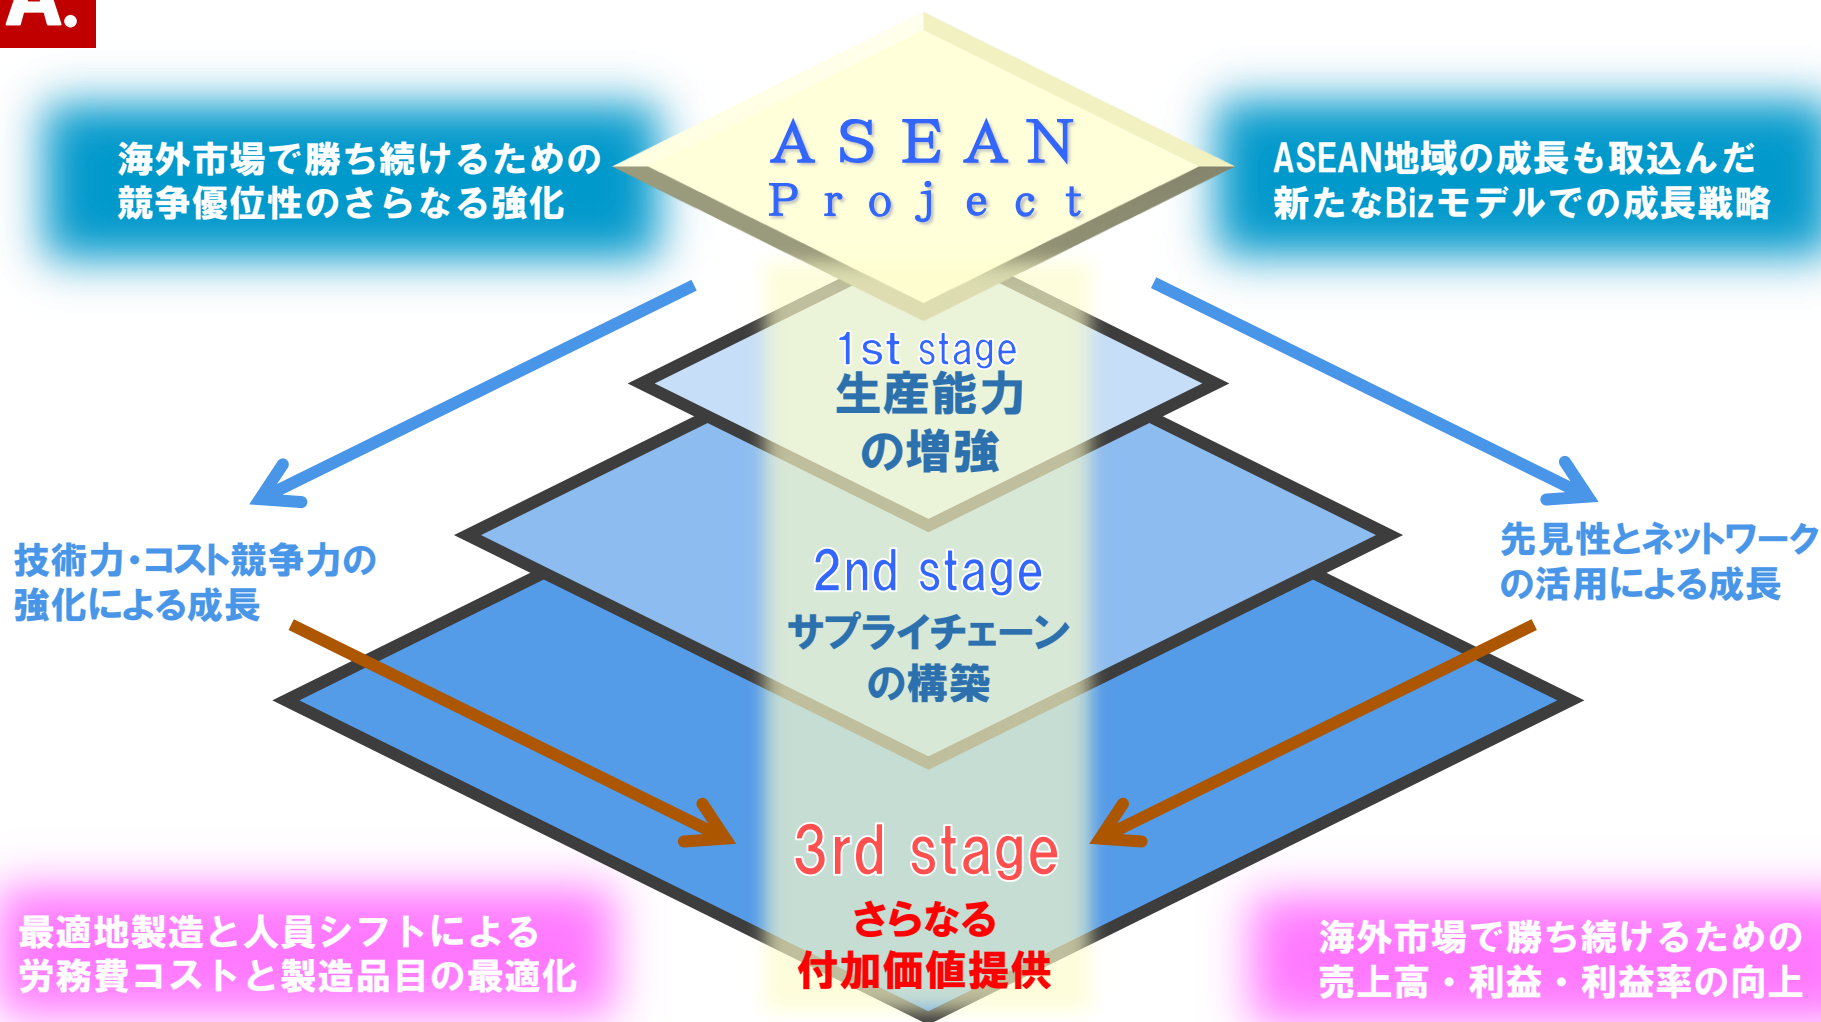 A.
ASEAN
Project
海外市場で勝ち続けるための
競争優位性のさらなる強化
ASEAN地域の成長も取込んだ
新たなBizモデルでの成長戦略
1st stage
生産能力
の増強
2nd stage
サプライチェーン
の構築
技術力・コスト競争力の
強化による成長
先見性とネットワーク
の活用による成長
3rd stage
さらなる
付加価値提供
最適地製造と人員シフトによる
労務費コストと製造品目の最適化
海外市場で勝ち続けるための
売上高・利益・利益率の向上